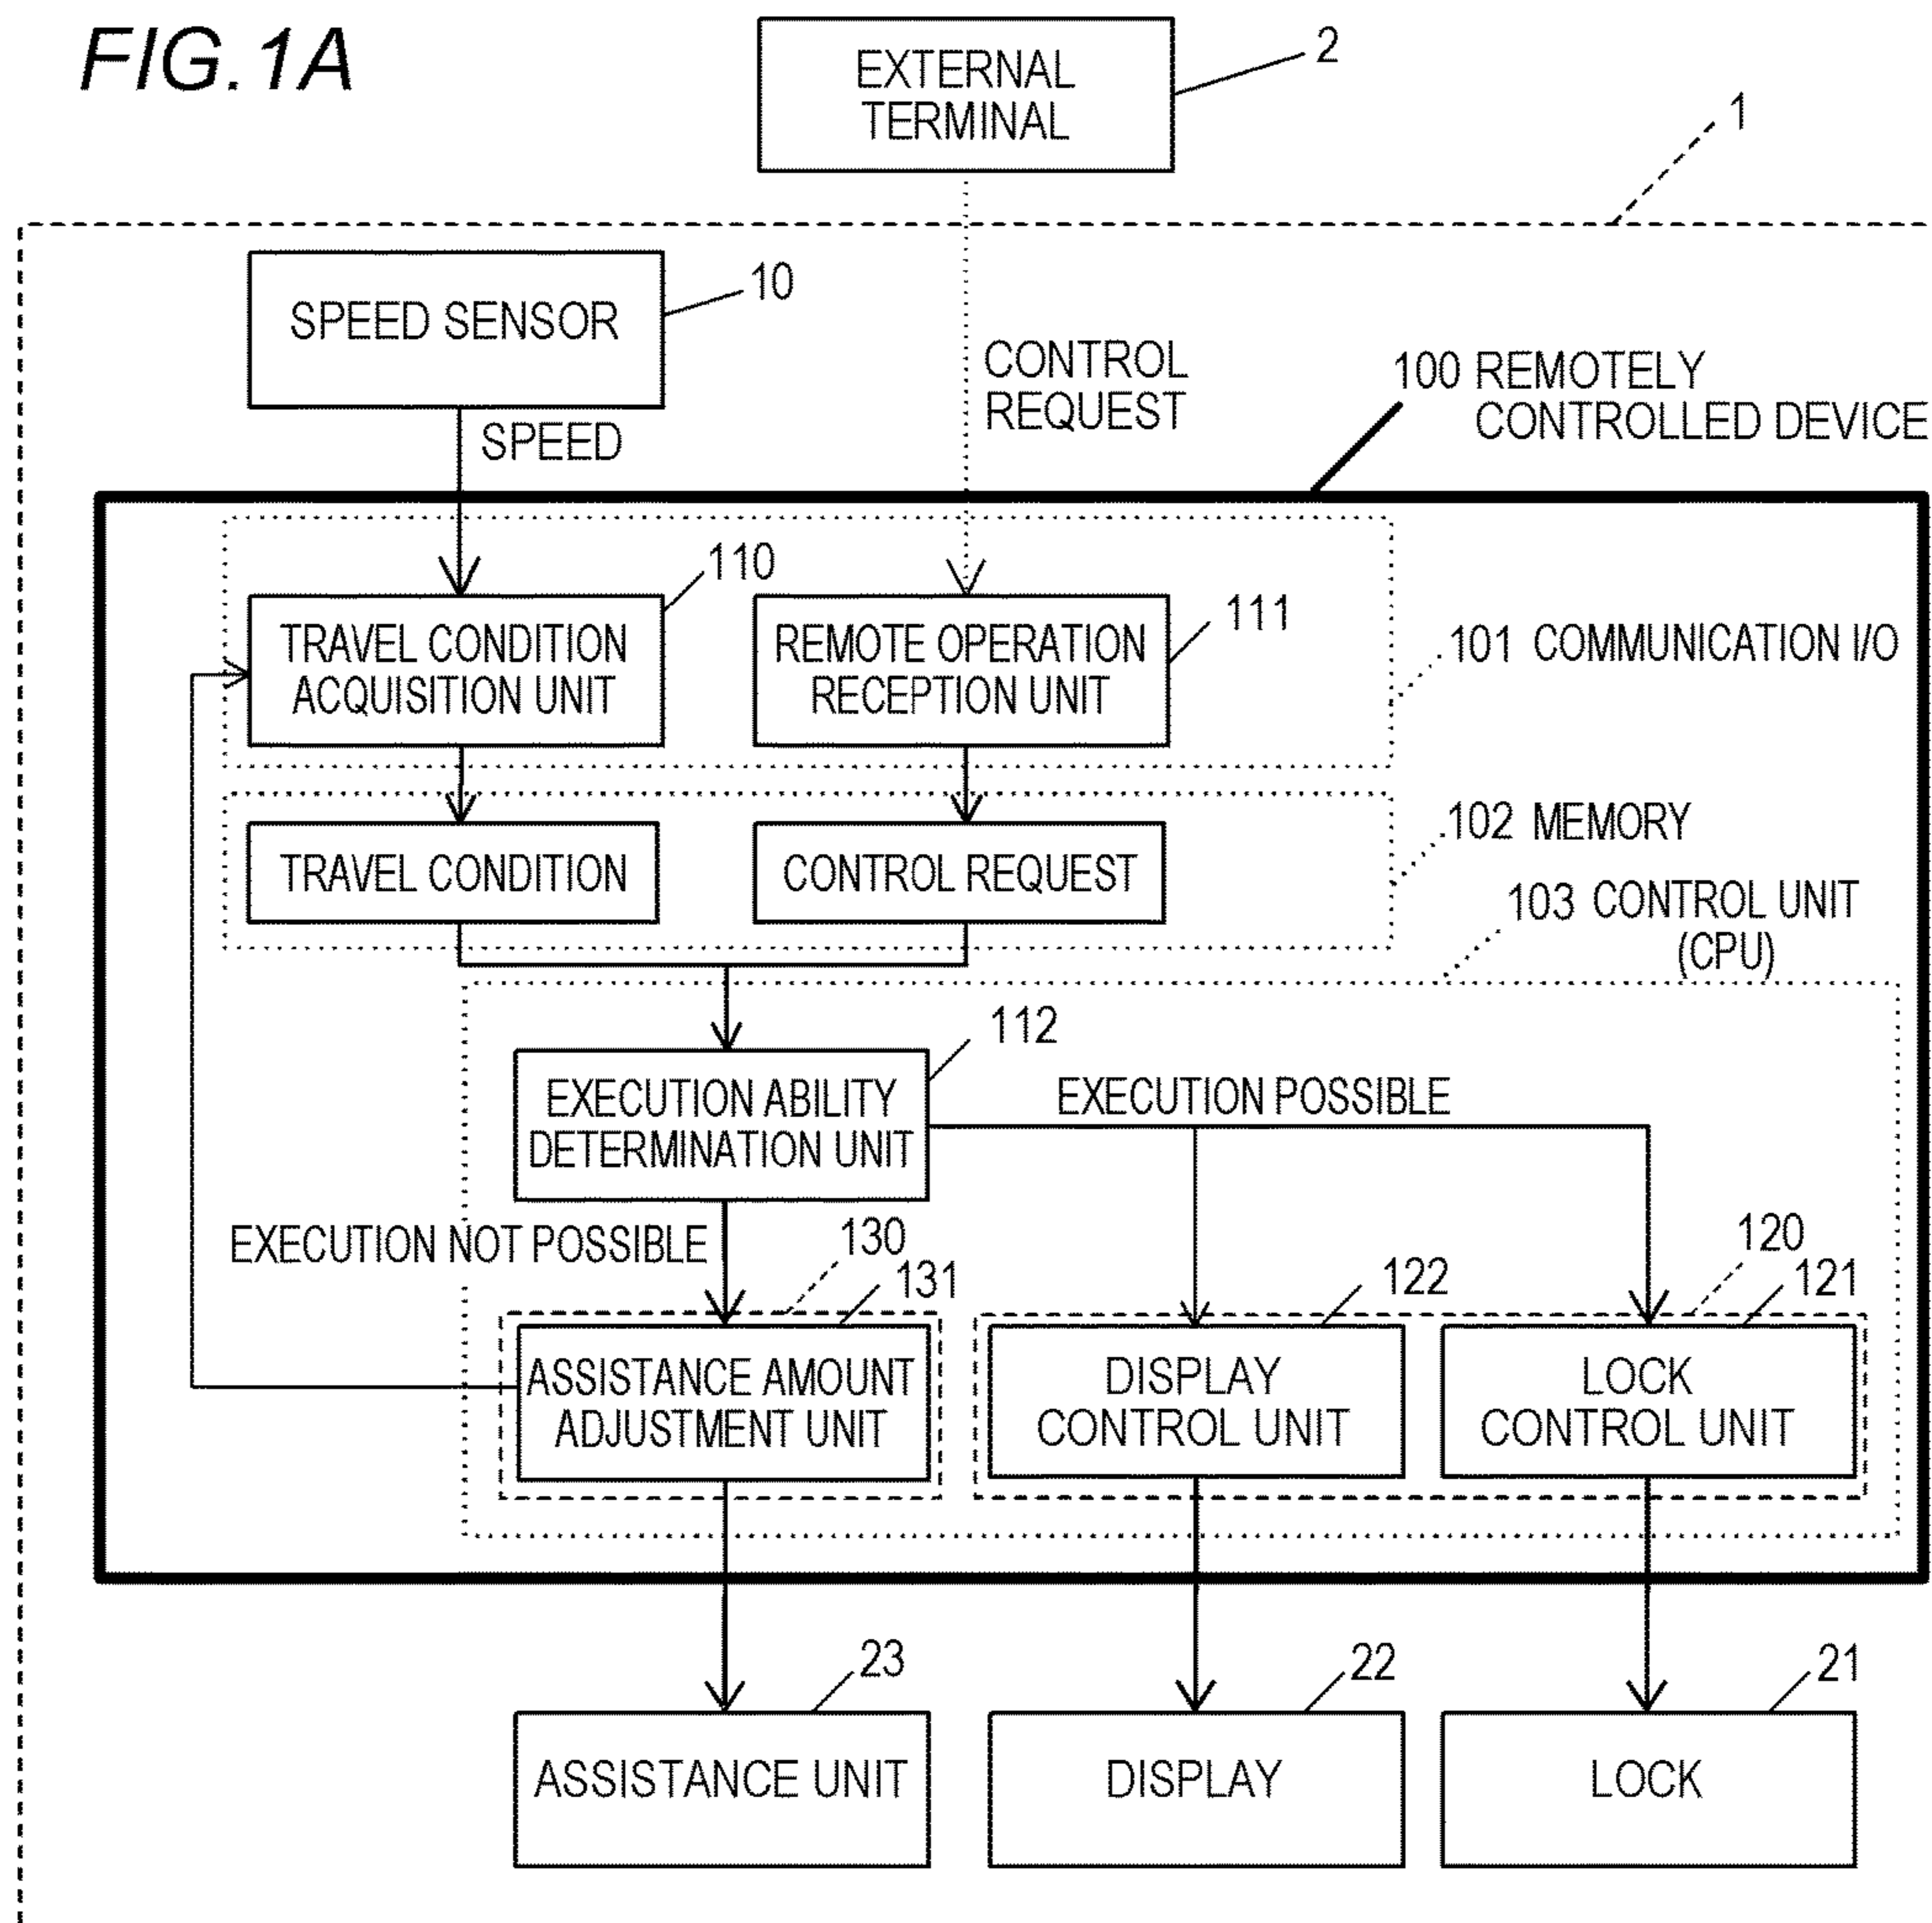 FIG.1A
EXTERNAL
TERMINAL
2
1
SPEED SENSOR
10
SPEED
CONTROL
REQUEST
100 REMOTELY
CONTROLLED DEVICE
110
TRAVEL CONDITION
ACQUISITION UNIT
REMOTE OPERATION
RECEPTION UNIT
111
101 COMMUNICATION I/O
TRAVEL CONDITION
CONTROL REQUEST
102 MEMORY
103 CONTROL UNIT
(CPU)
112
EXECUTION ABILITY
DETERMINATION UNIT
EXECUTION POSSIBLE
EXECUTION NOT POSSIBLE
130
131
122
120
121
ASSISTANCE AMOUNT
ADJUSTMENT UNIT
DISPLAY
CONTROL UNIT
LOCK
CONTROL UNIT
23
22
21
ASSISTANCE UNIT
DISPLAY
LOCK